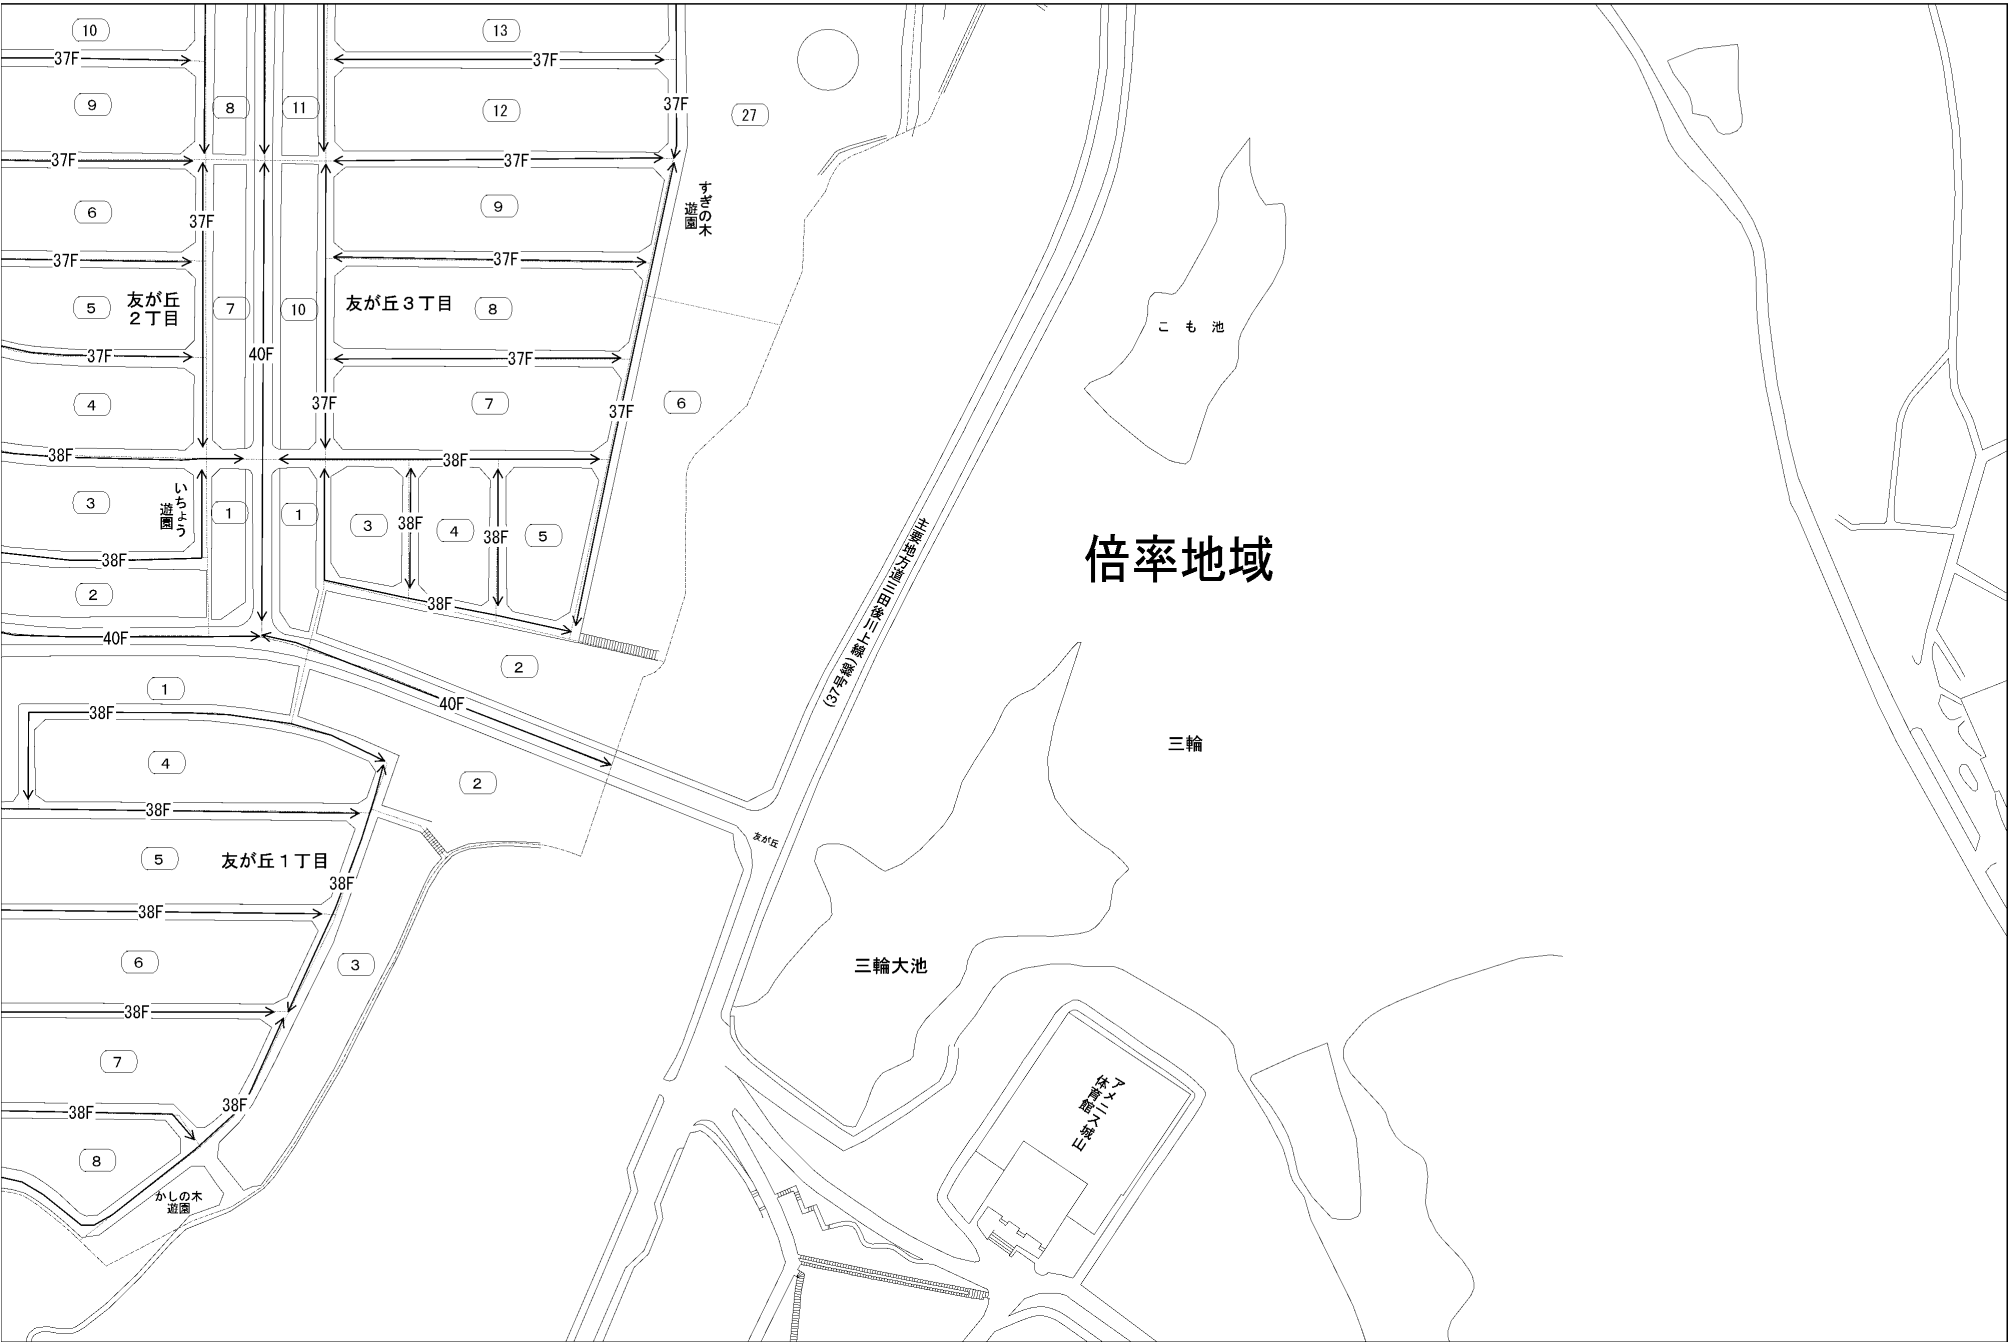 10
13
37F
37F
9
8
11
12
37F
27
37F
37F
37F
すぎの木
遊園
6
37F
9
37F
37F
友が丘
2丁目
5
7
10
友が丘3丁目
8
こも池
40F
37F
37F
4
37F
7
37F
6
38F
38F
いちょう
遊園
3
1
1
3
38F
4
38F
5
主要地方道三田後川上線
(37号線)
倍率地域
38F
2
38F
40F
2
1
38F
40F
三輪
4
2
38F
友が丘
5
友が丘1丁目
38F
38F
6
3
三輪大池
38F
7
38F
38F
アメニス城山
体育館
8
かしの木
遊園